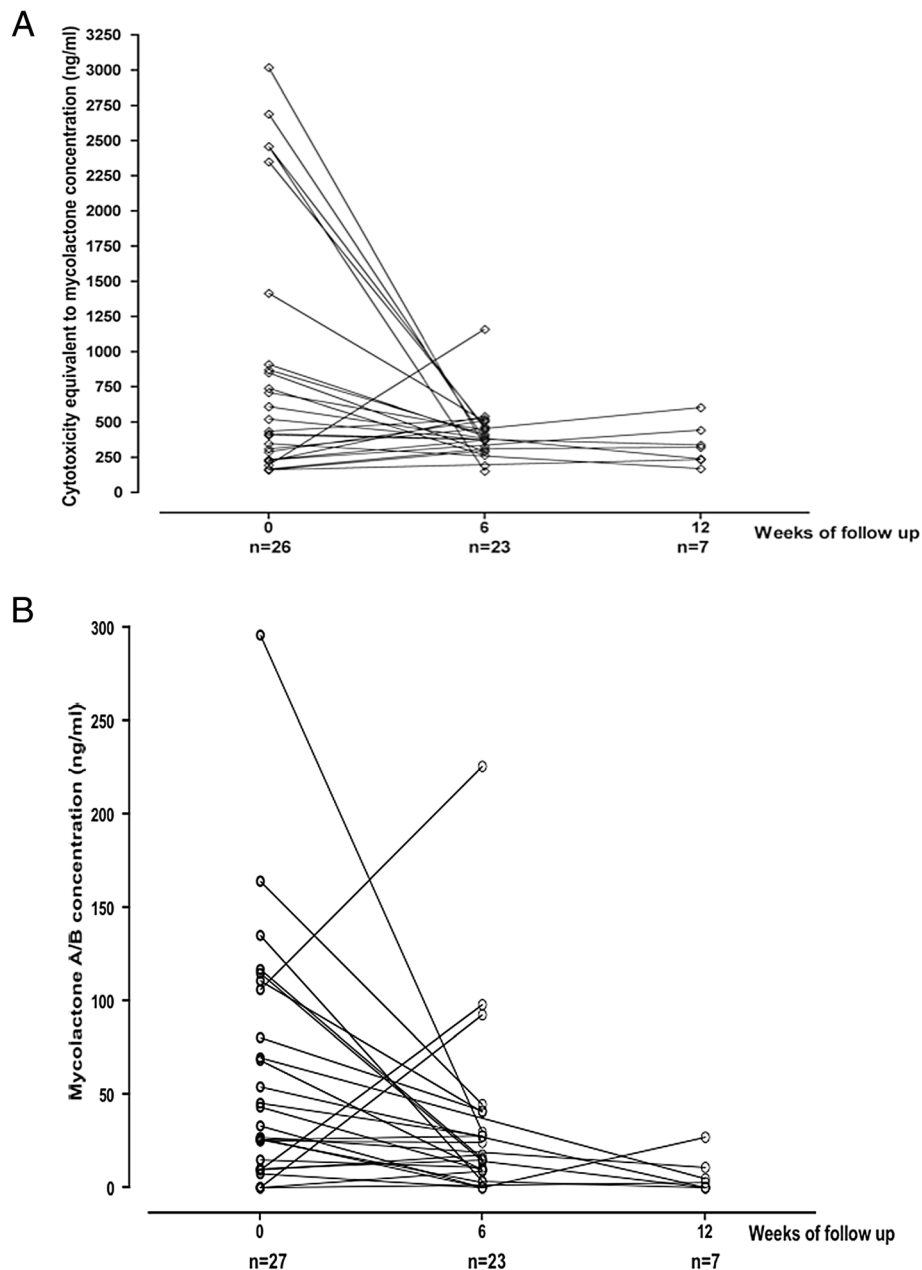 A
Cytotoxicity equivalent to mycolactone concentration (ng/ml)
3250
3000
2750
2500
2250
2000
1750
1500
1250
1000
750
500
250
0
0 6 12 Weeks of follow up
n=26 n=23 n=7
B
Mycolactone A/B concentration (ng/ml)
300
250
200
150
100
50
0
0 6 12 Weeks of follow up
n=27 n=23 n=7